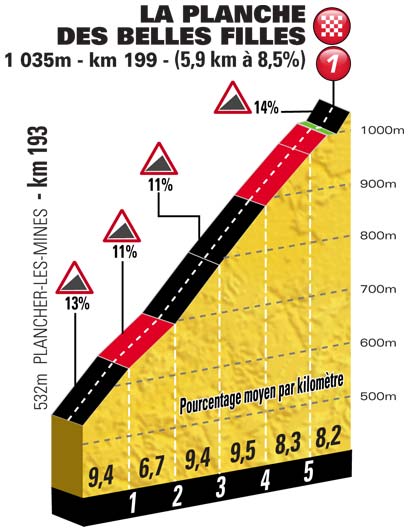 LA PLANCHE
DES BELLES FILLES
1 035m - km 199 - (5,9 km à 8,5%)
1
14%
1000m
11%
900m
11%
800m
13%
700m
600m
500m
532m PLANCHER-LES-MINES - km 193
Pourcentage moyen par kilomètre
9,4 6,7 9,4 9,5 8,3 8,2
1 2 3 4 5